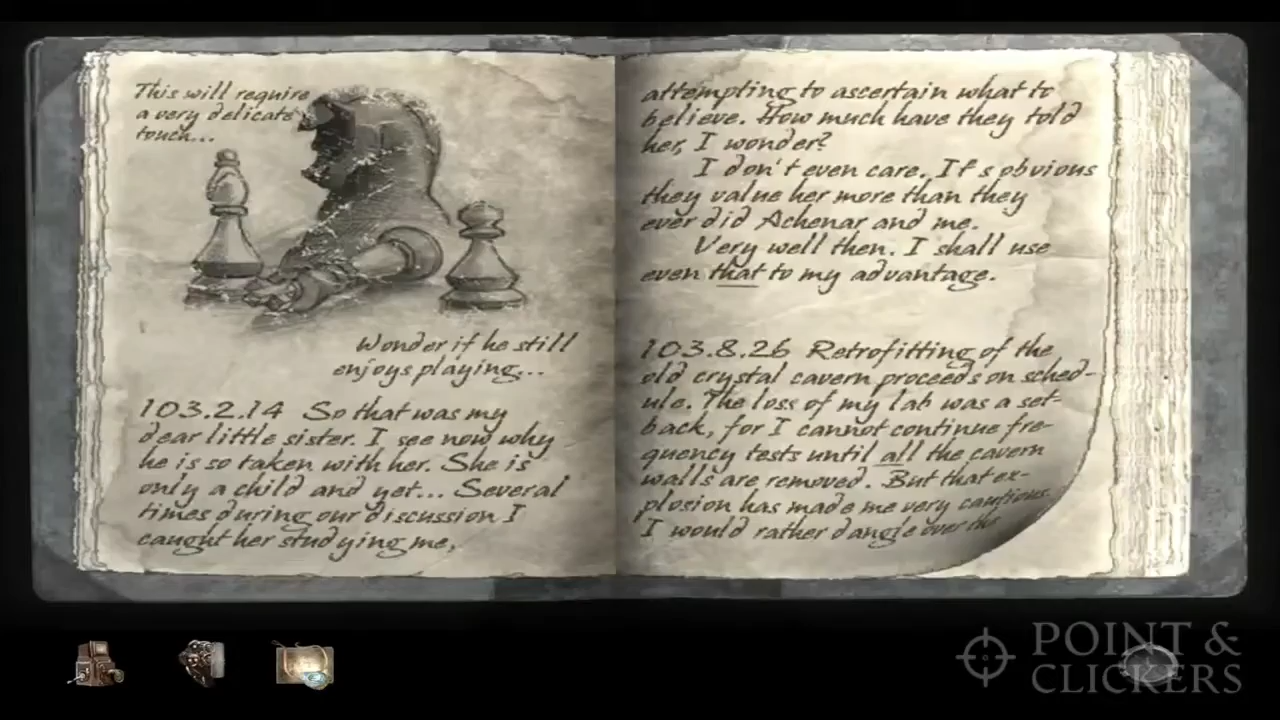 This will require
a very delicate
touch...
Wonder if he still
enjoys playing...
103.2.14 So that was my
dear little sister. I see now why
he is so taken with her. She is
only a child and yet... Several
times during our discussion I
caught her studying me,
attempting to ascertain what to
believe. How much have they told
her, I wonder?
I don't even care. It's obvious
they value her more than they
ever did Achenar and me.
Very well then. I shall use
even that to my advantage.
103.8.26 Retrofitting of the
old crystal cavern proceeds on sched-
ule. The loss of my lab was a set-
back, for I cannot continue fre-
quency tests until all the cavern
walls are removed. But that ex-
plosion has made me very cautious.
I would rather dangle over the
POINT &
CLICKERS